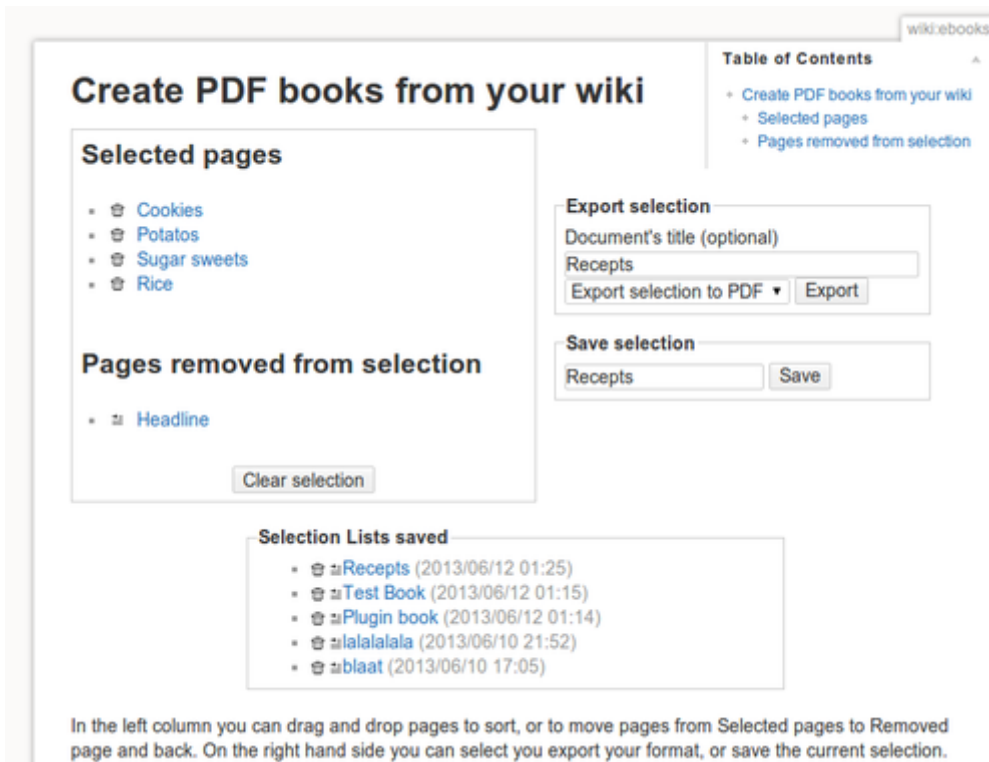 wiki:ebooks
Table of Contents
Create PDF books from your wiki
Selected pages
Pages removed from selection
Create PDF books from your wiki
Selected pages
Cookies
Potatos
Sugar sweets
Rice
Pages removed from selection
Headline
Clear selection
Export selection
Document's title (optional)
Recepts
Export selection to PDF Export
Save selection
Recepts Save
Selection Lists saved
Recepts (2013/06/12 01:25)
Test Book (2013/06/12 01:15)
Plugin book (2013/06/12 01:14)
lalalalala (2013/06/10 21:52)
blaat (2013/06/10 17:05)
In the left column you can drag and drop pages to sort, or to move pages from Selected pages to Removed
page and back. On the right hand side you can select you export your format, or save the current selection.